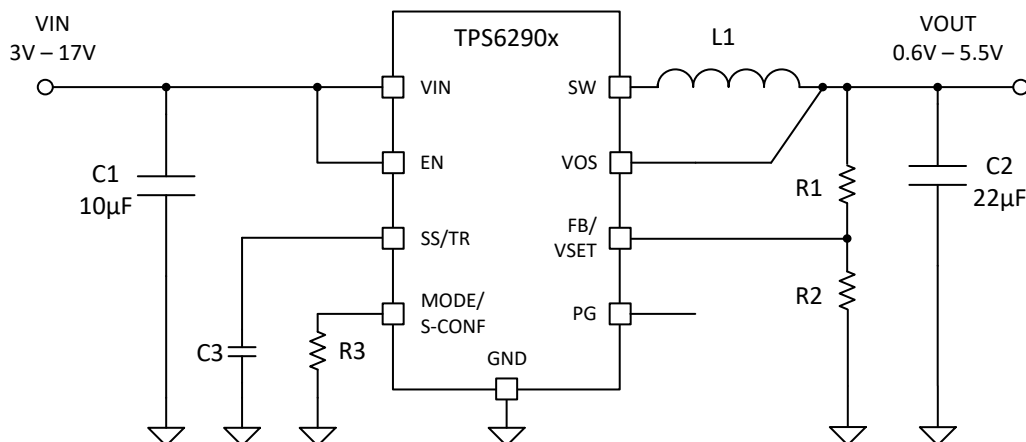 VIN
3V – 17V
TPS6290x
L1
VOUT
0.6V – 5.5V
VIN
SW
C1
10µF
EN
VOS
R1
C2
22µF
SS/TR
FB/
VSET
MODE/
S-CONF
R2
PG
C3
R3
GND